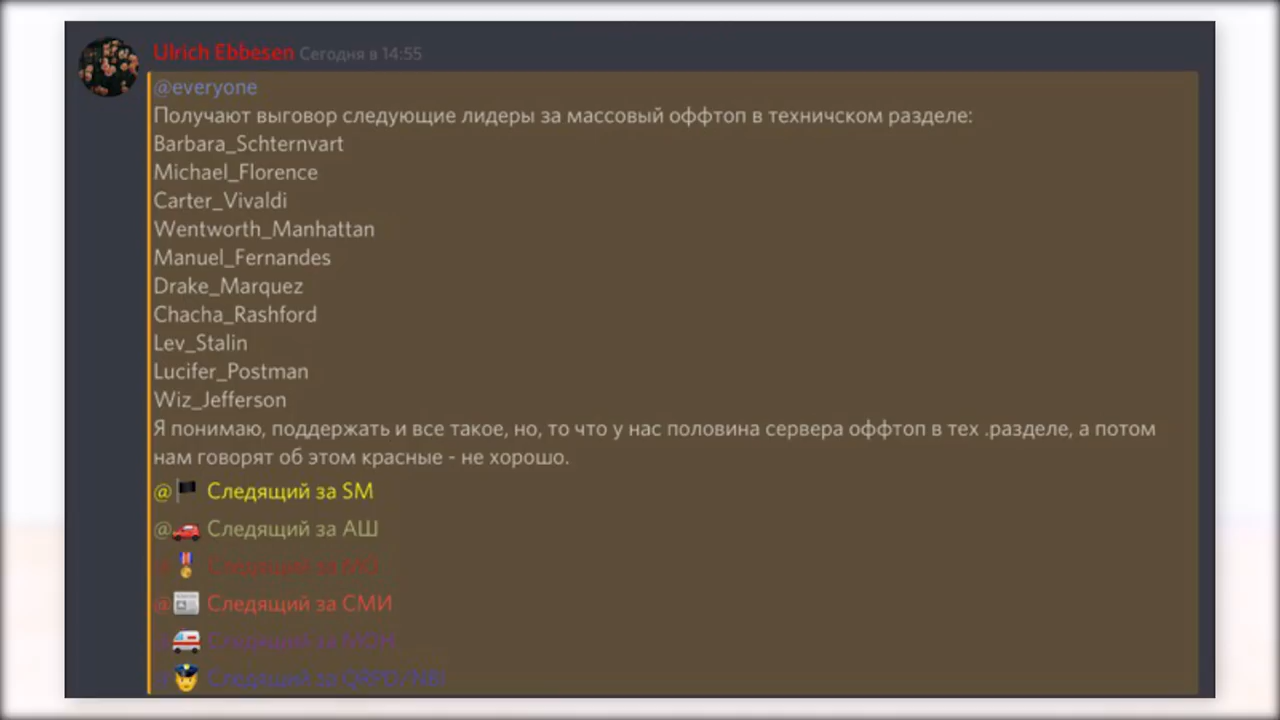 Ulrich Ebbesen Сегодня в 14:55
@everyone
Получают выговор следующие лидеры за массовый оффтоп в техничском разделе:
Barbara_Schternvart
Michael_Florence
Carter_Vivaldi
Wentworth_Manhattan
Manuel_Fernandes
Drake_Marquez
Chacha_Rashford
Lev_Stalin
Lucifer_Postman
Wiz_Jefferson
Я понимаю, поддержать и все такое, но, то что у нас половина сервера оффтоп в тех .разделе, а потом
нам говорят об этом красные - не хорошо.
@🏴 Следящий за SM
@🚗 Следящий за АШ
@🎖 Следящий за МО
@📰 Следящий за СМИ
@🚑 Следящий за
@👮 Следящий за